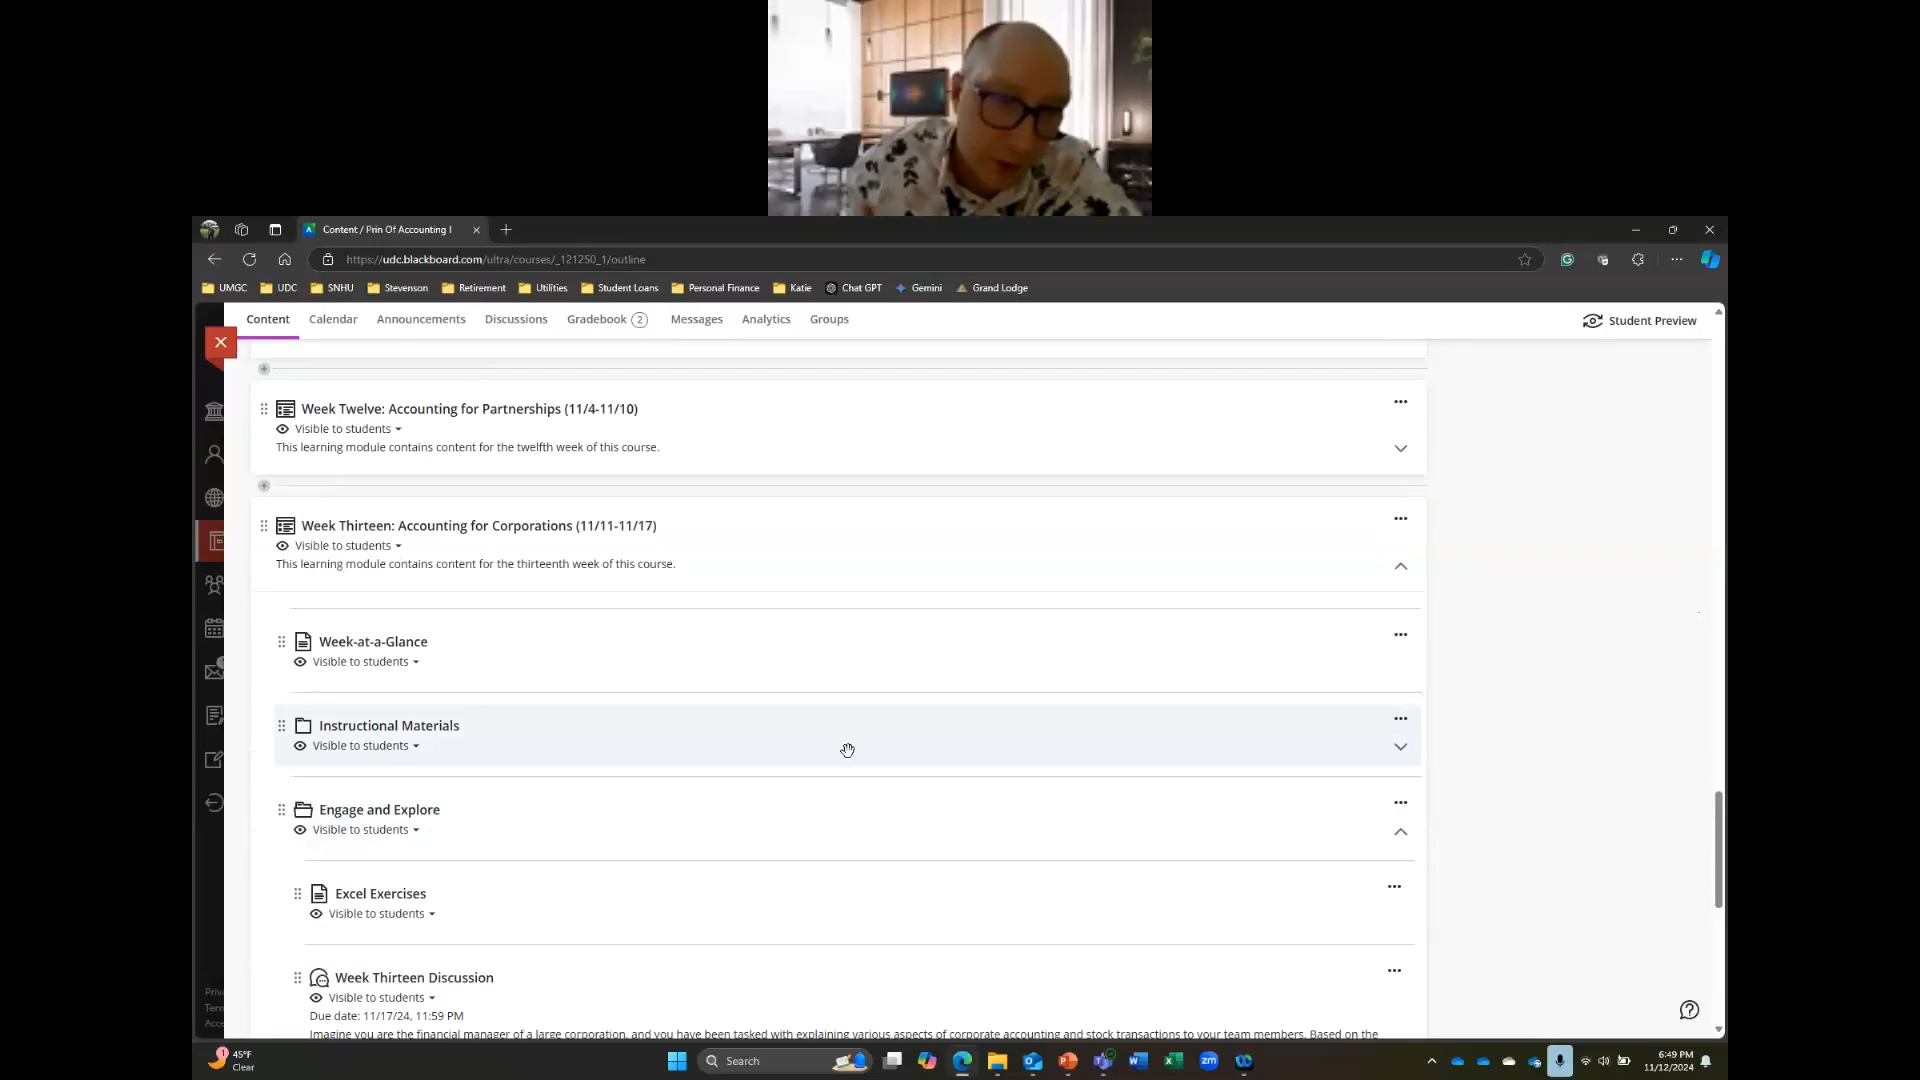 Content / Prin Of Accounting I
https://udc.blackboard.com/ultra/courses/_121250_1/outline
UMGC UDC SNHU Stevenson Retirement Utilities Student Loans Personal Finance Katie Chat GPT Gemini Grand Lodge
Content Calendar Announcements Discussions Gradebook 2 Messages Analytics Groups Student Preview
Week Twelve: Accounting for Partnerships (11/4-11/10)
Visible to students
This learning module contains content for the twelfth week of this course.
Week Thirteen: Accounting for Corporations (11/11-11/17)
Visible to students
This learning module contains content for the thirteenth week of this course.
Week-at-a-Glance
Visible to students
Instructional Materials
Visible to students
Engage and Explore
Visible to students
Excel Exercises
Visible to students
Week Thirteen Discussion
Visible to students
Due date: 11/17/24, 11:59 PM
Imagine you are the financial manager of a large corporation, and you have been tasked with explaining various aspects of corporate accounting and stock transactions to your team members. Based on the
1
45°F
Clear
Search
zm
6:49 PM
11/12/2024